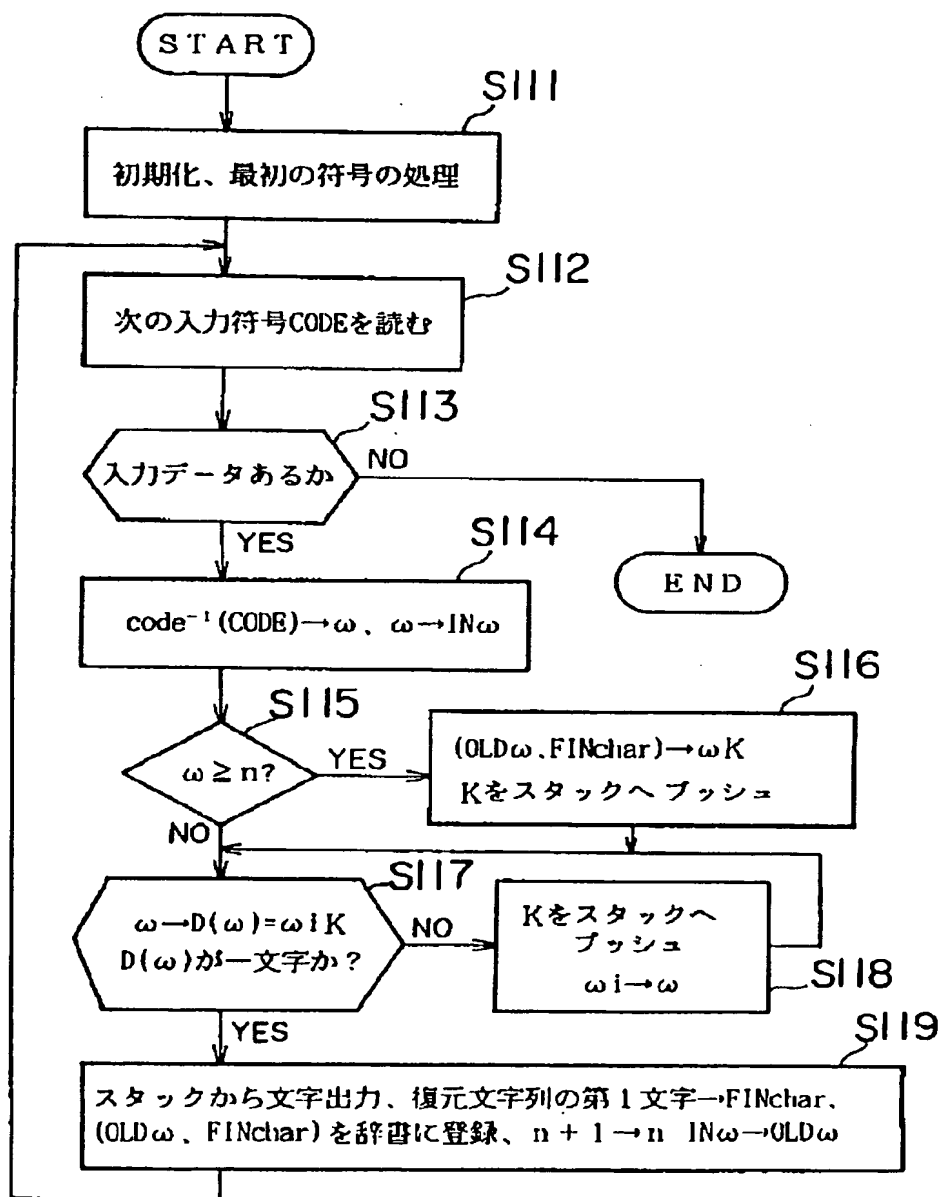 START
S111
初期化、最初の符号の処理
S112
次の入力符号CODEを読む
S113
入力データあるか
NO
YES
S114
END
code⁻¹(CODE)→ω、ω→INω
S116
S115
ω≥n?
YES
(OLDω,FINchar)→ωK
Kをスタックへ プッシュ
NO
S117
ω→D(ω)=ωiK
D(ω)が一文字か?
NO
Kをスタックへ
プッシュ
ωi→ω
S118
YES
S119
スタックから文字出力、復元文字列の第1文字→FINchar、
(OLDω、FINchar)を辞書に登録、n+1→n INω→OLDω